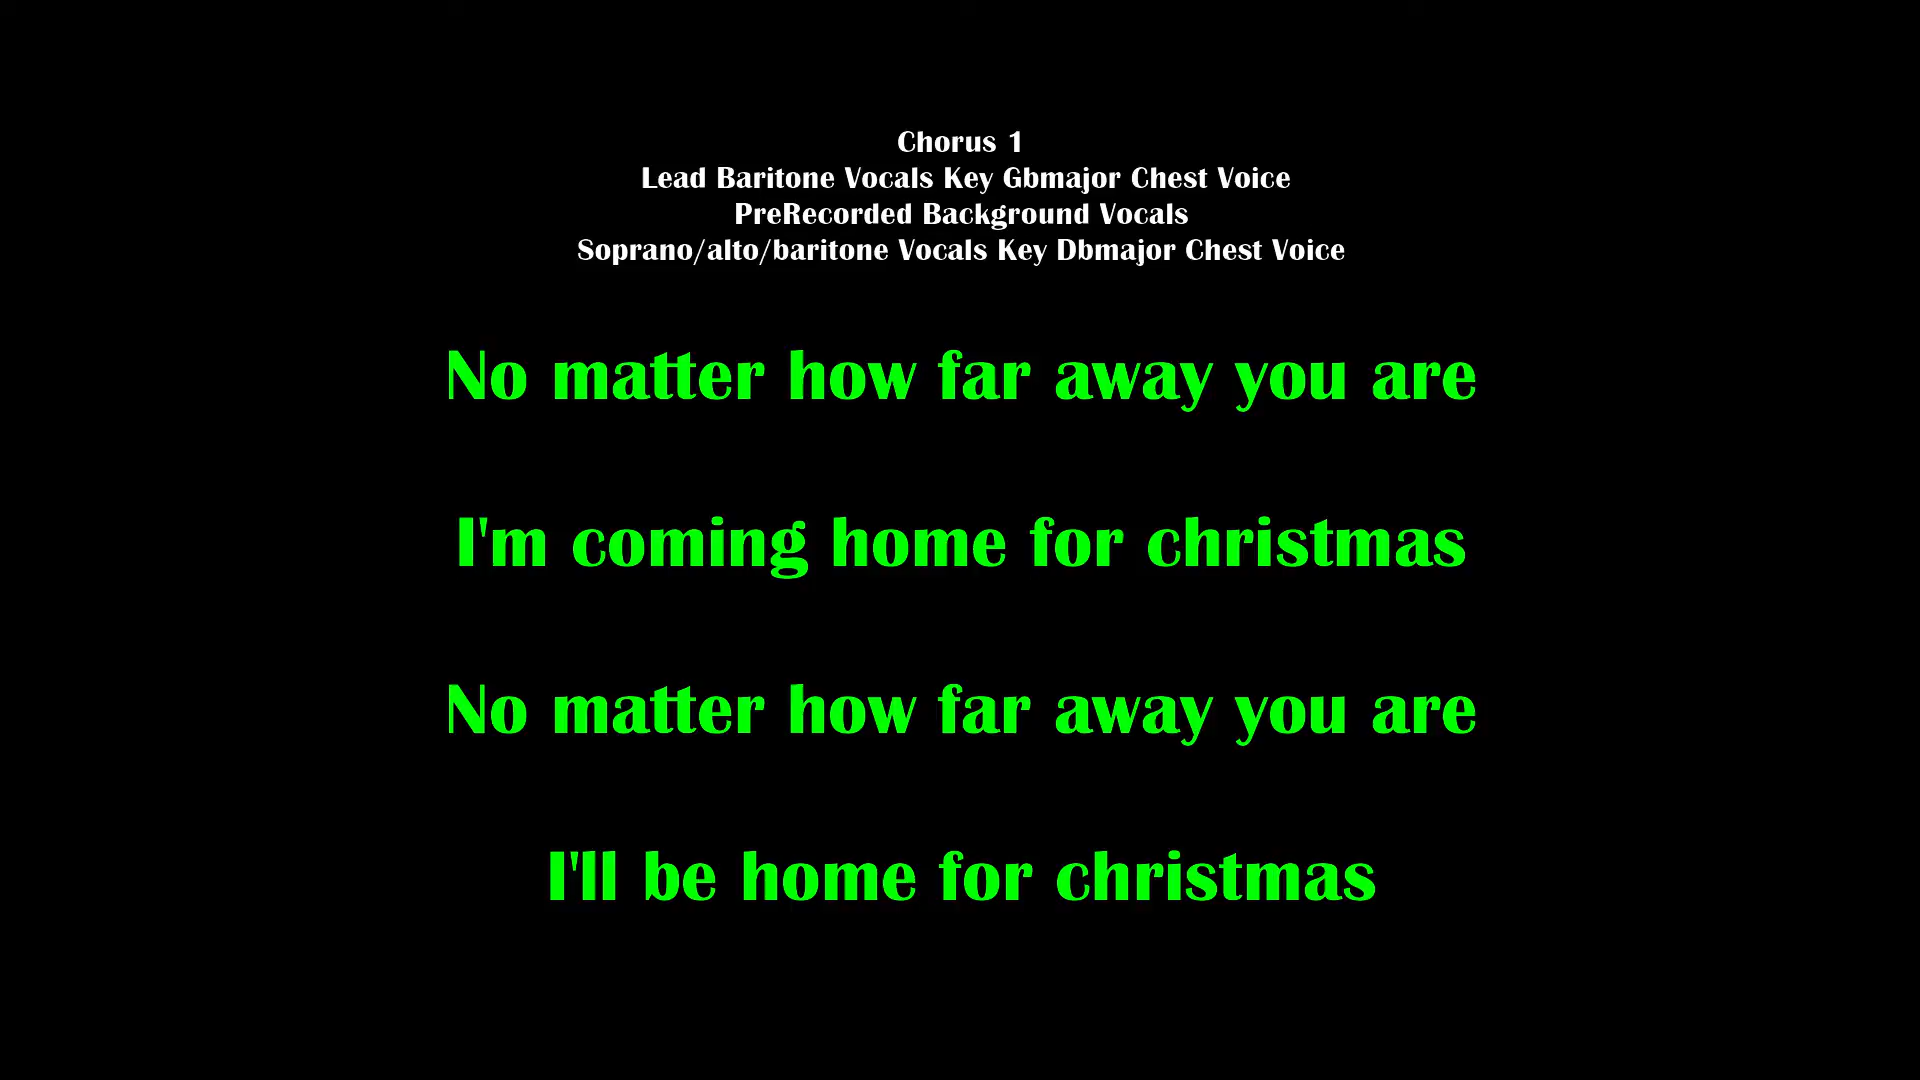 Chorus 1
Lead Baritone Vocals Key Gbmajor Chest Voice
PreRecorded Background Vocals
Soprano/alto/baritone Vocals Key Dbmajor Chest Voice
No matter how far away you are
I'm coming home for christmas
No matter how far away you are
I'll be home for christmas